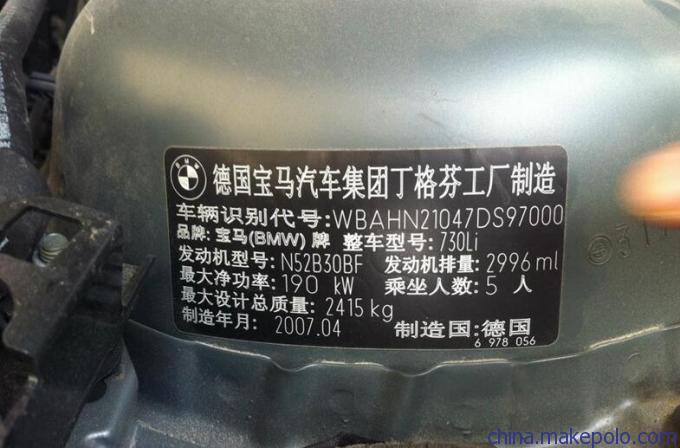 BMW
德国宝马汽车集团丁格芬工厂制造
车辆识别代号:WBAHN21047DS97000
品牌: 宝马(BMW) 牌 整车型号: 730Li
发动机型号: N52B30BF 发动机排量: 2996 ml
最大净功率: 190 kW 乘坐人数: 5 人
最大设计总质量: 2415 kg
制造年月: 2007.04 制造国: 德国
6 978 056
china.makepolo.com